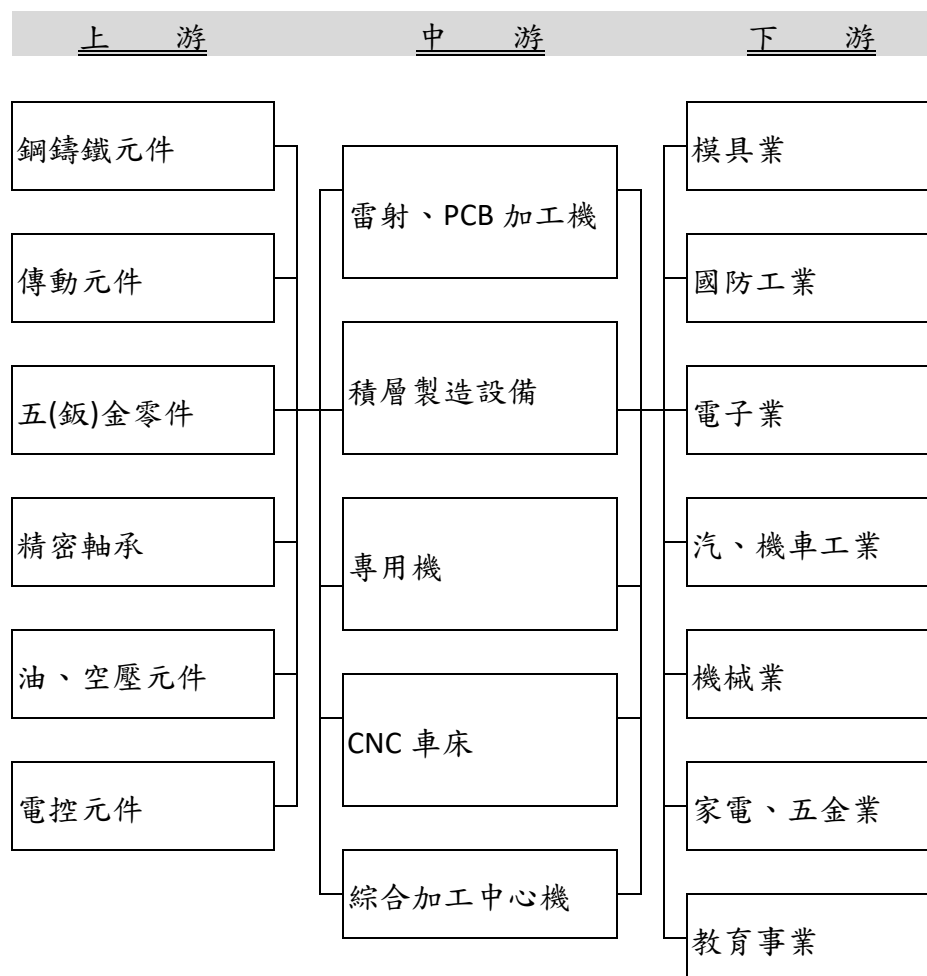 上 游 中 游 下 游
鋼鑄鐵元件
傳動元件
五(鈑)金零件
精密軸承
油、空壓元件
電控元件
雷射、PCB 加工機
積層製造設備
專用機
CNC 車床
綜合加工中心機
模具業
國防工業
電子業
汽、機車工業
機械業
家電、五金業
教育事業